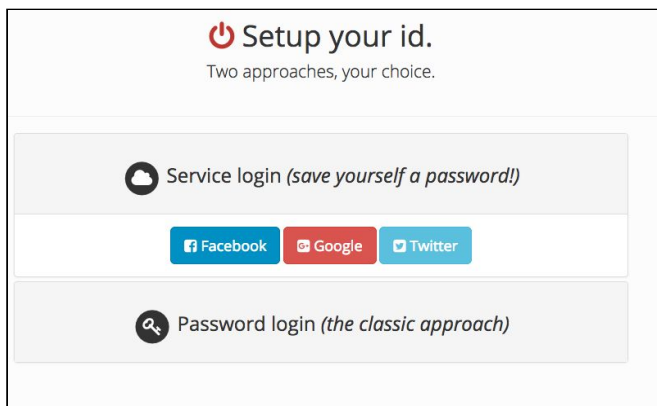 Setup your id.
Two approaches, your choice.
Service login (save yourself a password!)
Facebook
Google
Twitter
Password login (the classic approach)